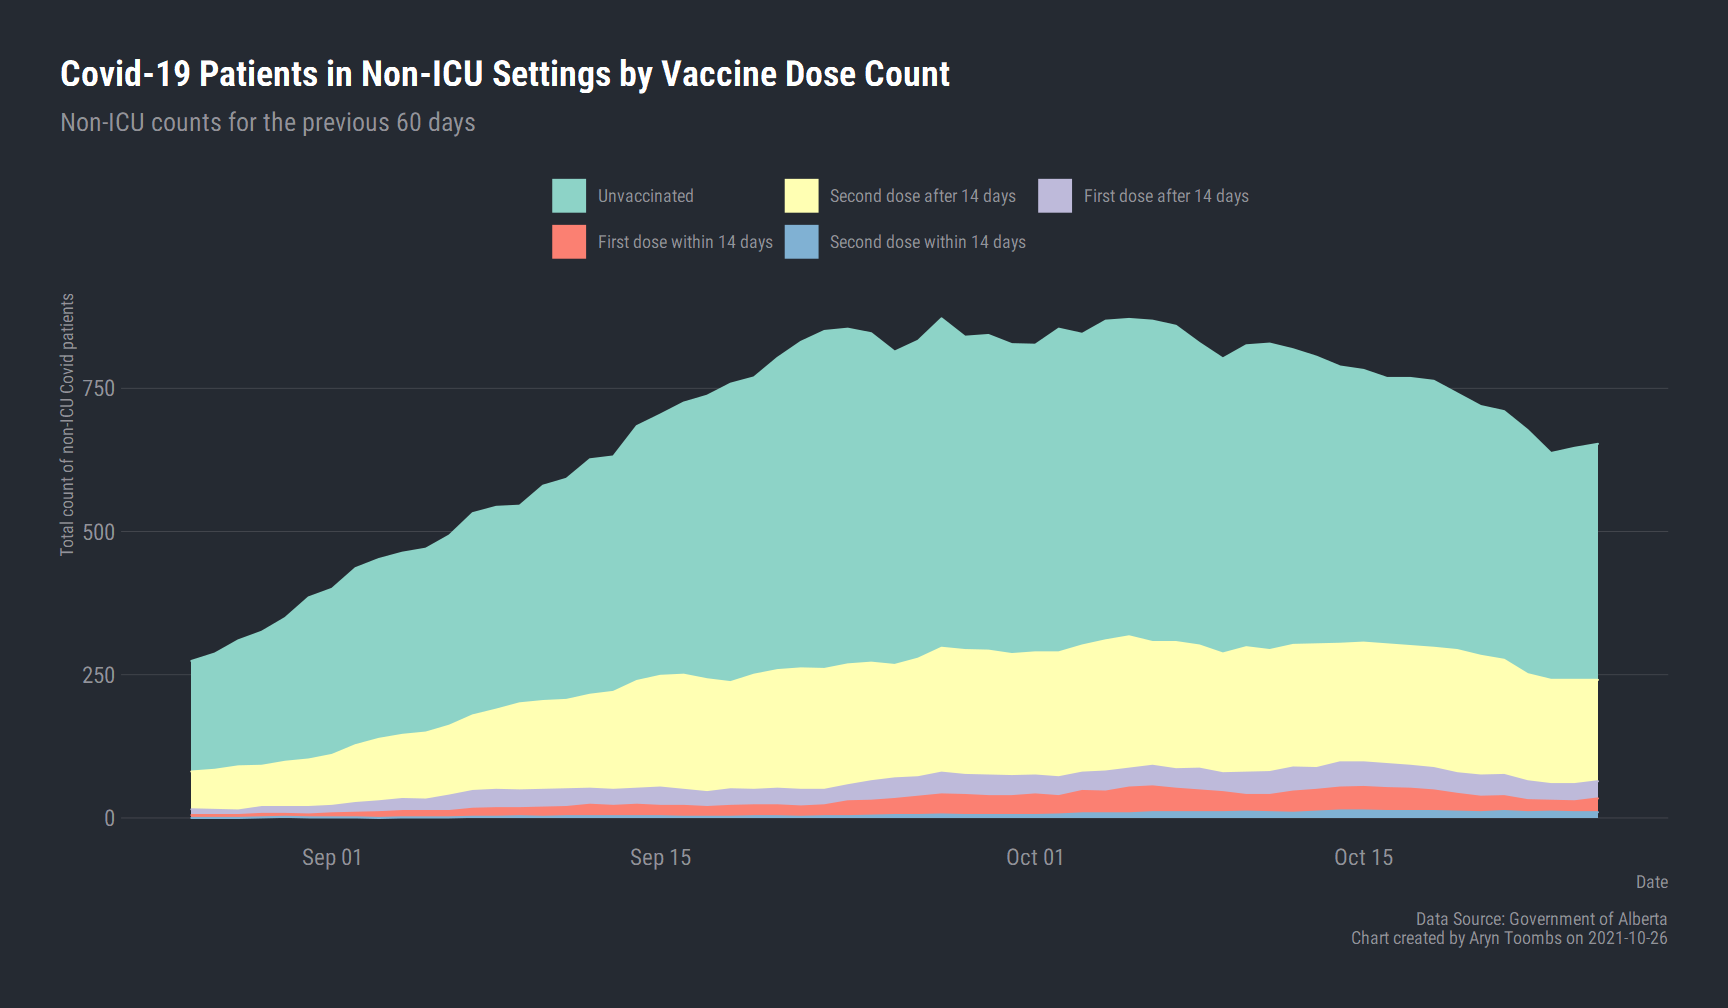 Covid-19 Patients in Non-ICU Settings by Vaccine Dose Count
Non-ICU counts for the previous 60 days
Unvaccinated
Second dose after 14 days
First dose after 14 days
First dose within 14 days
Second dose within 14 days
Total count of non-ICU Covid patients
750
500
250
0
Sep 01
Sep 15
Oct 01
Oct 15
Date
Data Source: Government of Alberta
Chart created by Aryn Toombs on 2021-10-26